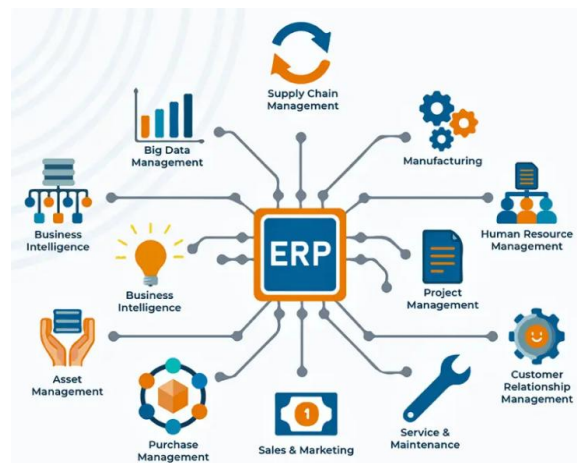 Supply Chain
Management
Big Data
Management
Manufacturing
Business
Intelligence
Human Resource
Management
ERP
Business
Intelligence
Project
Management
Asset
Management
Customer
Relationship
Management
Purchase
Management
1
Sales & Marketing
Service &
Maintenance